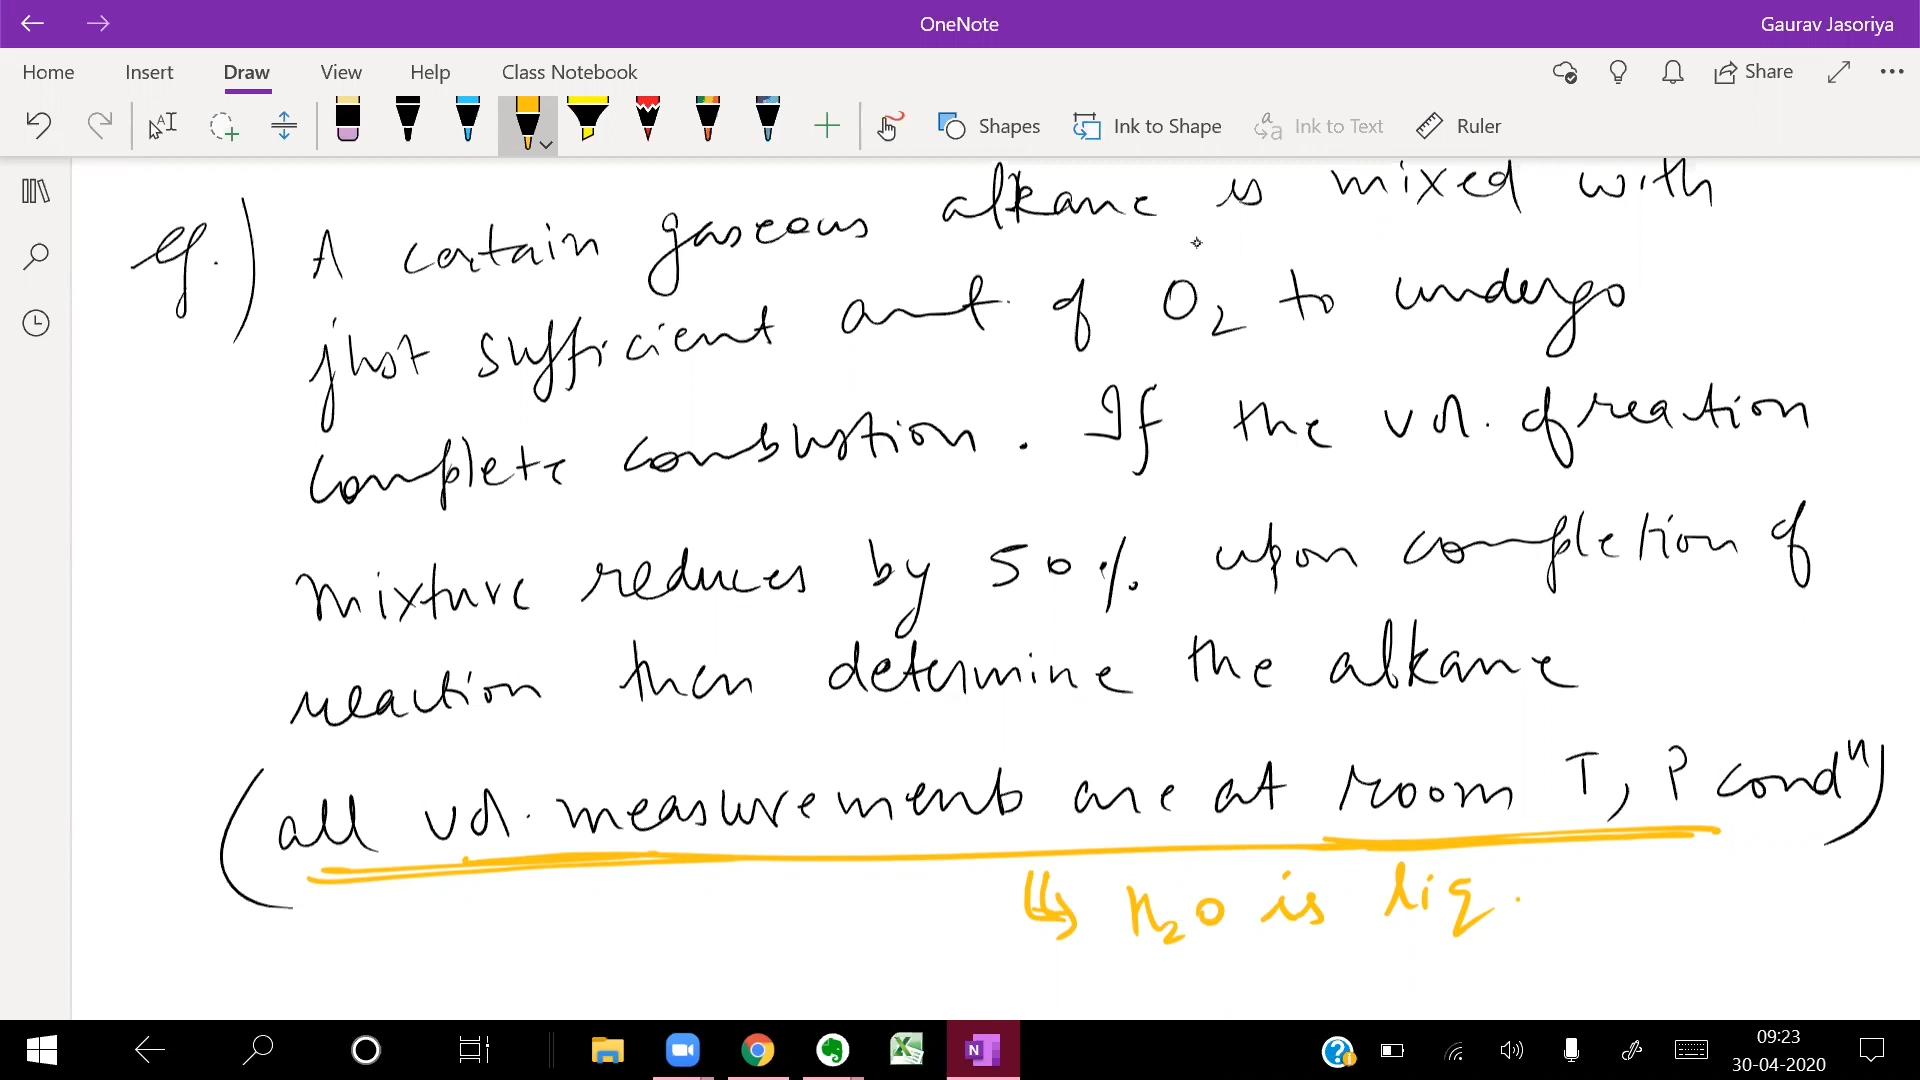 OneNote
Gaurav Jasoriya
Home Insert Draw View Help Class Notebook Share
Shapes Ink to Shape Ink to Text Ruler
eg.) A certain gaseous alkane is mixed with
just sufficient amt. of O2 to undergo
complete combustion. If the vol. of reaction
mixture reduces by 50% upon completion of
reaction then determine the alkane
(all vol. measurements are at room T, P condn)
↳ H2O is liq.
09:23
30-04-2020